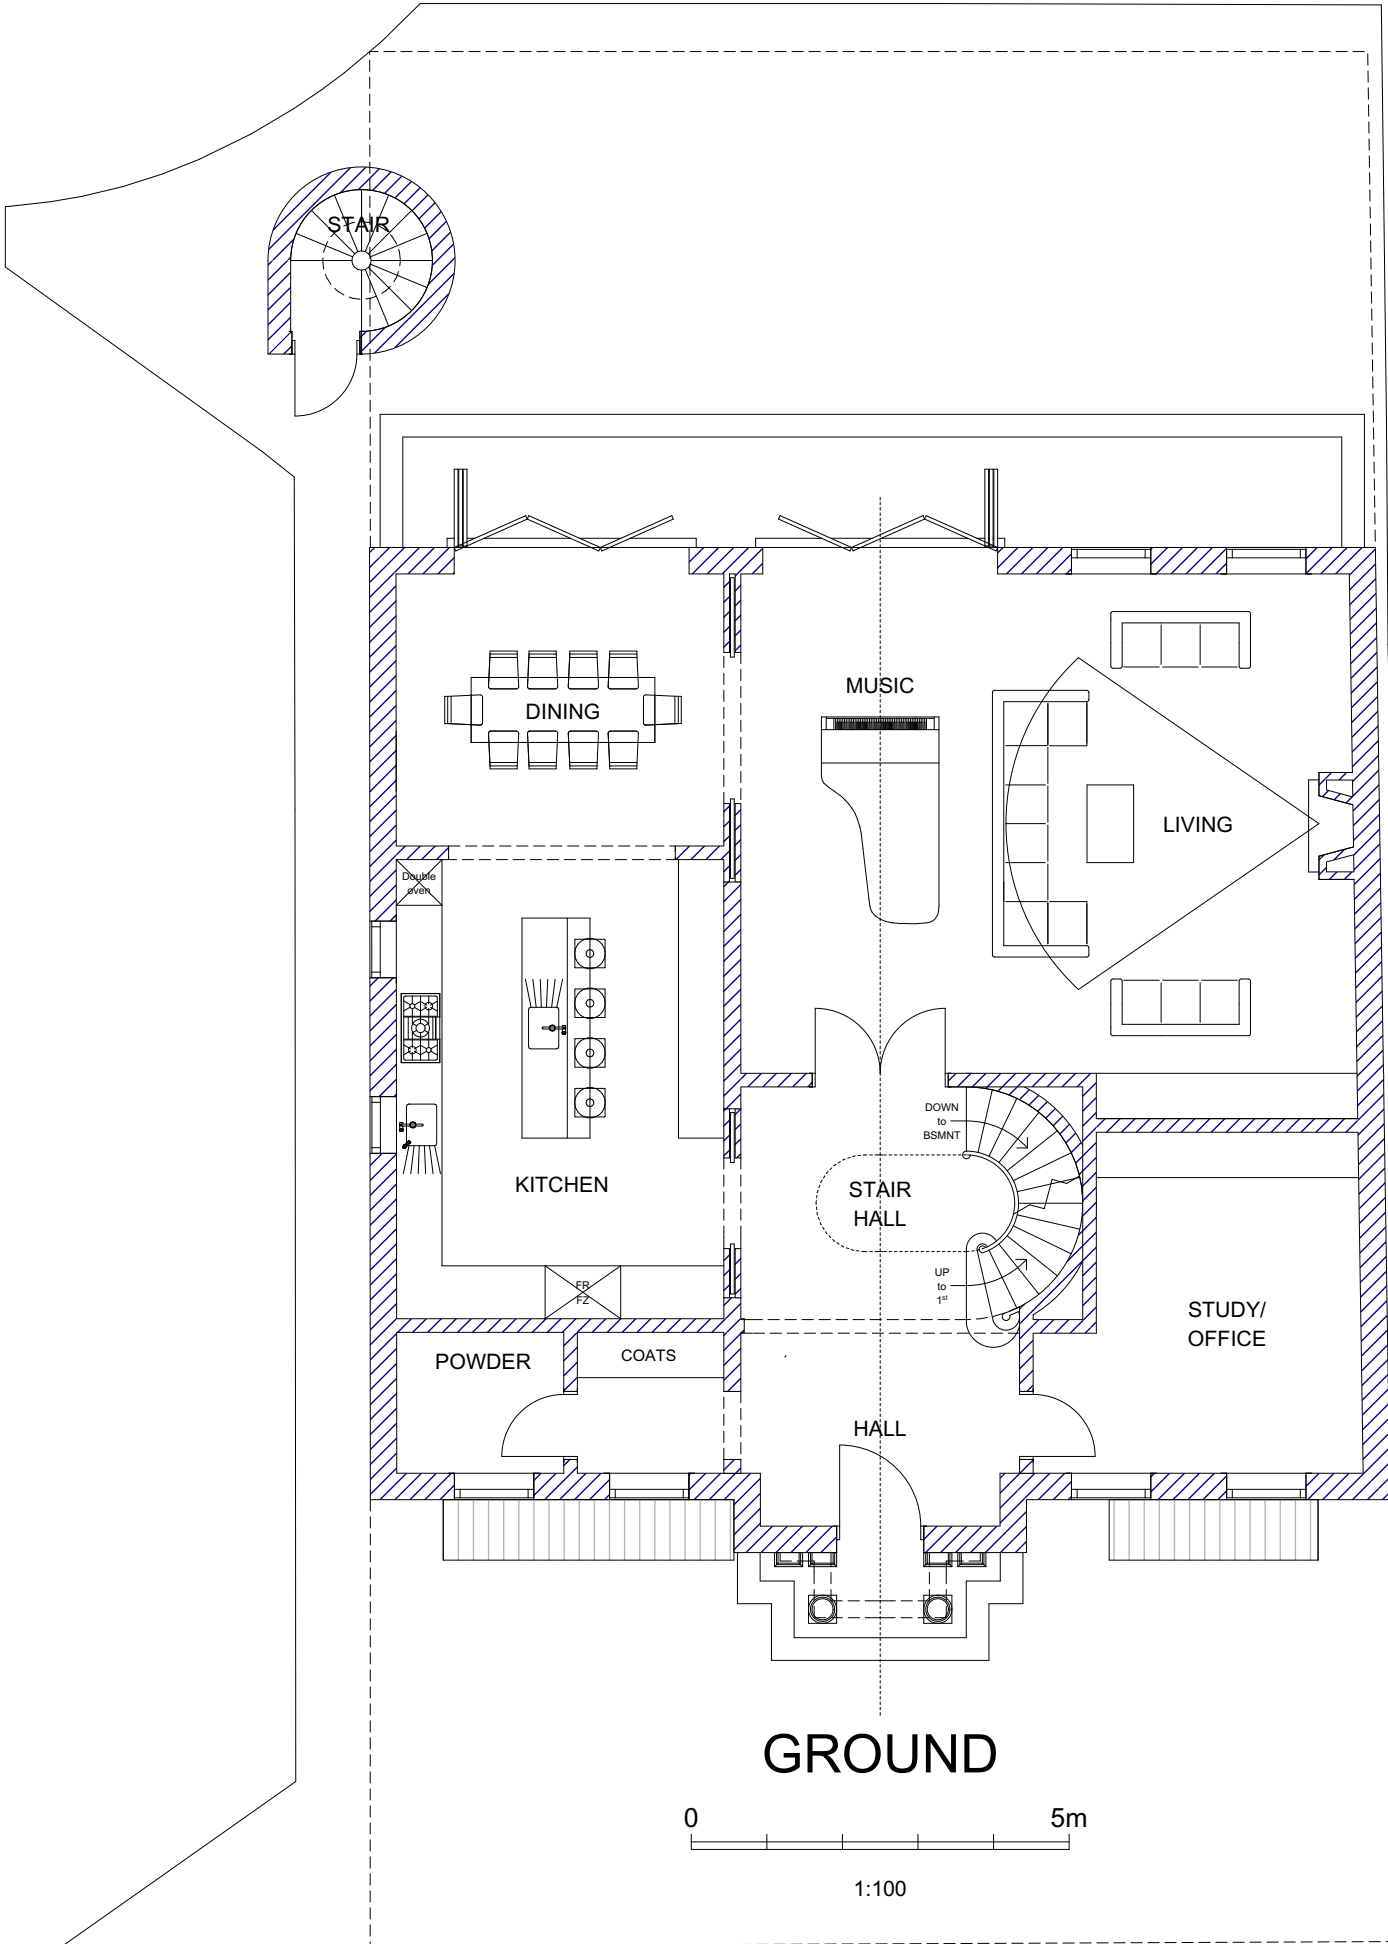 STAIR
MUSIC
DINING
LIVING
Double
oven
DOWN
to
BSMNT
KITCHEN
STAIR
HALL
UP
to
1st
FR
FZ
STUDY/
OFFICE
POWDER
COATS
HALL
GROUND
0 5m
1:100